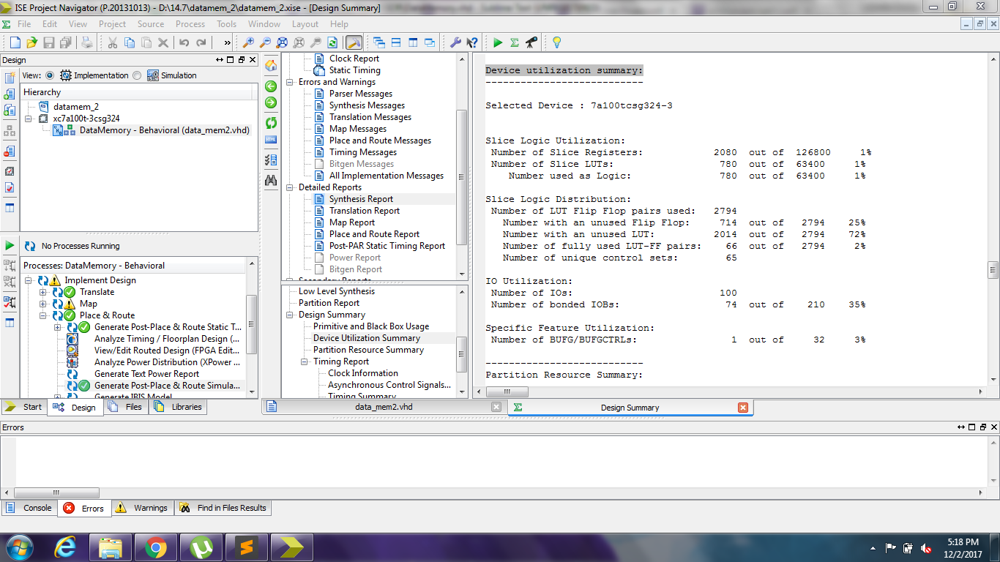 ISE Project Navigator (P.20131013) - D:\14.7\datamem_2\datamem_2.xise - [Design Summary]
File Edit View Project Source Process Tools Window Layout Help
»
Design
View: Implementation Simulation
Hierarchy
datamem_2
xc7a100t-3csg324
DataMemory - Behavioral (data_mem2.vhd)
No Processes Running
Processes: DataMemory - Behavioral
Implement Design
Translate
Map
Place & Route
Generate Post-Place & Route Static T...
Analyze Timing / Floorplan Design (...
View/Edit Routed Design (FPGA Edit...
Analyze Power Distribution (XPower ...
Generate Text Power Report
Generate Post-Place & Route Simula...
Generate IBIS Model
Start Design Files Libraries
Clock Report
Static Timing
Errors and Warnings
Parser Messages
Synthesis Messages
Translation Messages
Map Messages
Place and Route Messages
Timing Messages
Bitgen Messages
All Implementation Messages
Detailed Reports
Synthesis Report
Translation Report
Map Report
Place and Route Report
Post-PAR Static Timing Report
Power Report
Bitgen Report
Secondary Reports
Low Level Synthesis
Partition Report
Design Summary
Primitive and Black Box Usage
Device Utilization Summary
Partition Resource Summary
Timing Report
Clock Information
Asynchronous Control Signals...
Timing Summary
Device utilization summary:
---------------------------
Selected Device : 7a100tcsg324-3
Slice Logic Utilization:
Number of Slice Registers: 2080 out of 126800 1%
Number of Slice LUTs: 780 out of 63400 1%
Number used as Logic: 780 out of 63400 1%
Slice Logic Distribution:
Number of LUT Flip Flop pairs used: 2794
Number with an unused Flip Flop: 714 out of 2794 25%
Number with an unused LUT: 2014 out of 2794 72%
Number of fully used LUT-FF pairs: 66 out of 2794 2%
Number of unique control sets: 65
IO Utilization:
Number of IOs: 100
Number of bonded IOBs: 74 out of 210 35%
Specific Feature Utilization:
Number of BUFG/BUFGCTRLs: 1 out of 32 3%
---------------------------
Partition Resource Summary:
data_mem2.vhd Design Summary
Errors
Console Errors Warnings Find in Files Results
5:18 PM
12/2/2017